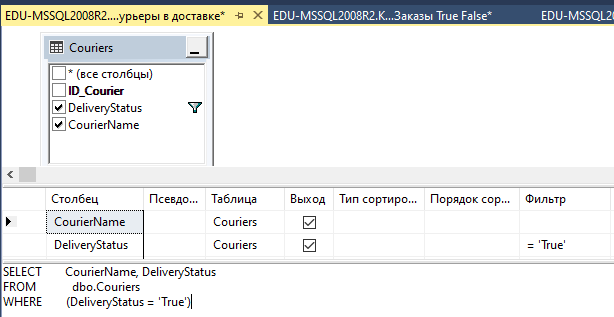 EDU-MSSQL2008R2....урьеры в доставке*
EDU-MSSQL2008R2.K...Заказы True False*
EDU-MSSQL20
Couriers
* (все столбцы)
ID_Courier
DeliveryStatus
CourierName
Столбец Псевдо... Таблица Выход Тип сортиро... Порядок сор... Фильтр
CourierName Couriers
DeliveryStatus Couriers = 'True'
SELECT CourierName, DeliveryStatus
FROM dbo.Couriers
WHERE (DeliveryStatus = 'True')